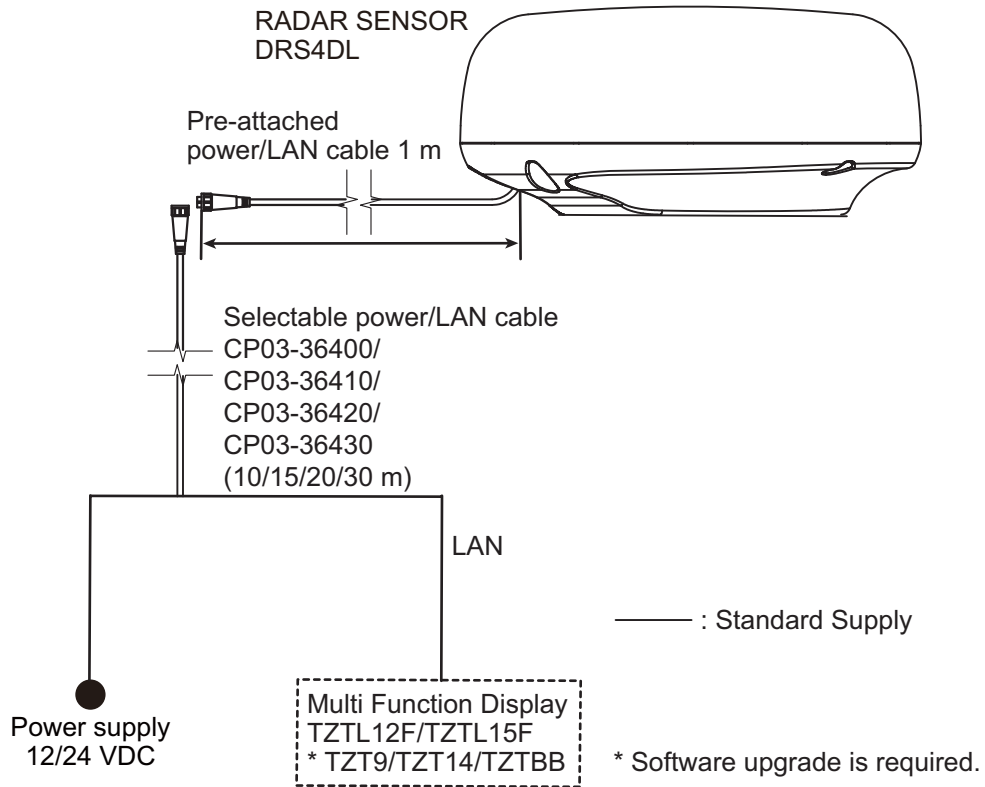 RADAR SENSOR
DRS4DL
Pre-attached
power/LAN cable 1 m
Selectable power/LAN cable
CP03-36400/
CP03-36410/
CP03-36420/
CP03-36430
(10/15/20/30 m)
LAN
: Standard Supply
Power supply
12/24 VDC
Multi Function Display
TZTL12F/TZTL15F
* TZT9/TZT14/TZTBB
* Software upgrade is required.